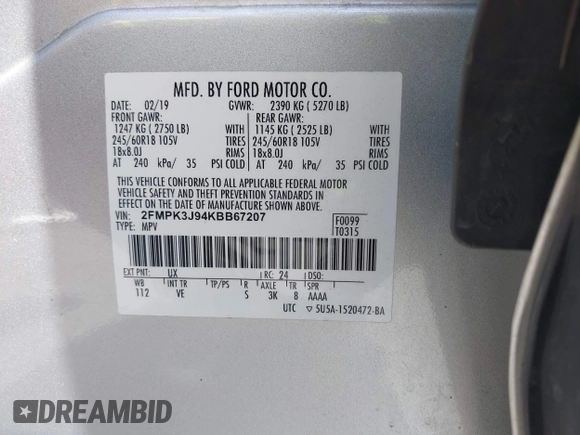 MFD. BY FORD MOTOR CO.
DATE: 02/19 GVWR: 2390 KG ( 5270 LB)
FRONT GAWR: REAR GAWR:
1247 KG ( 2750 LB) WITH 1145 KG ( 2525 LB) WITH
245/60R18 105V TIRES 245/60R18 105V TIRES
18x8.0J RIMS 18x8.0J RIMS
AT 240 kPa/ 35 PSI COLD AT 240 kPa/ 35 PSI COLD
THIS VEHICLE CONFORMS TO ALL APPLICABLE FEDERAL MOTOR
VEHICLE SAFETY AND THEFT PREVENTION STANDARDS IN
EFFECT ON THE DATE OF MANUFACTURE SHOWN ABOVE.
VIN: 2FMPK3J94KBB67207 F0099
TYPE: MPV T0315
EXT PNT: UX RC: 24 DSO:
WB INT TR TP/PS R AXLE TR SPR
112 VE S 3K 8 AAAA
UTC ▽ 5U5A-1520472-BA
DREAMBID